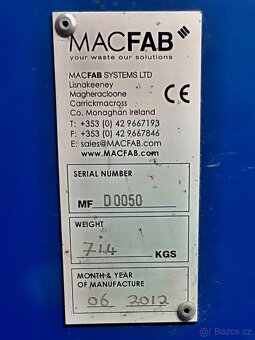 MACFAB
your waste our solutions
MACFAB SYSTEMS LTD
Lisnakeeney
Magheracloone
Carrickmacross
Co. Monaghan Ireland
T: +353 (0) 42 9667193
F: +353 (0) 42 9667846
E: sales@MACFAB.com
www.MACFAB.com
CE
SERIAL NUMBER
MF D0050
WEIGHT
714 KGS
MONTH & YEAR
OF MANUFACTURE
06 2012
Sbazoš.cz